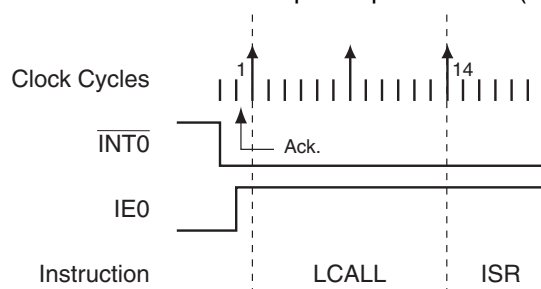 Clock Cycles 1 14
INT0
Ack.
IE0
Instruction LCALL ISR